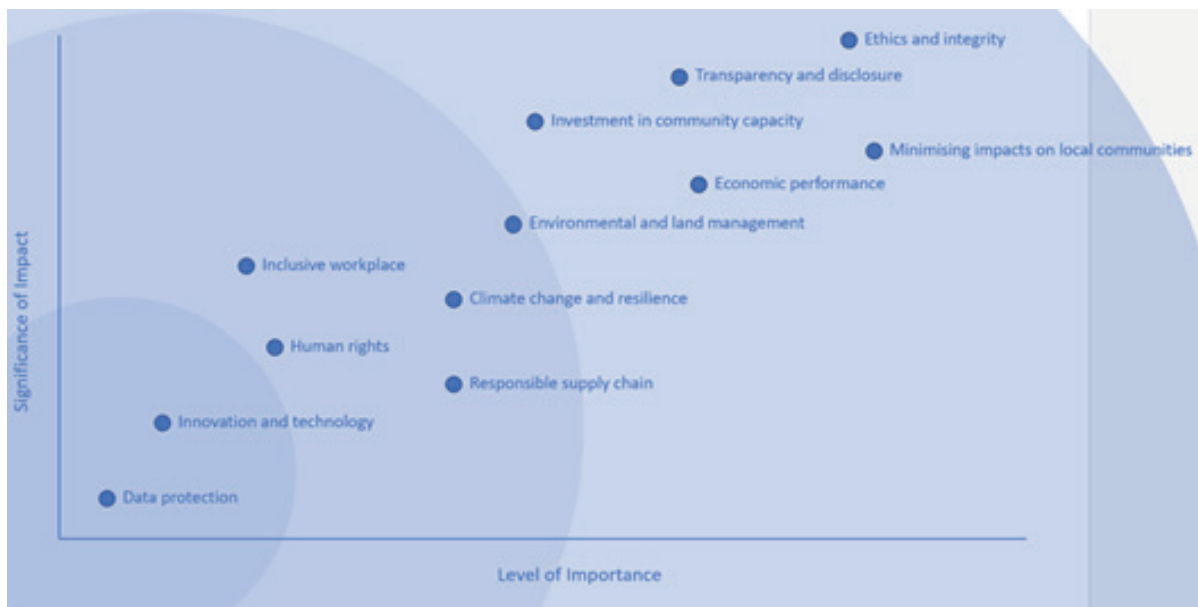 Ethics and integrity
Transparency and disclosure
Investment in community capacity
Minimising impacts on local communities
Economic performance
Environmental and land management
Inclusive workplace
Climate change and resilience
Human rights
Responsible supply chain
Innovation and technology
Data protection
Significance of Impact
Level of Importance